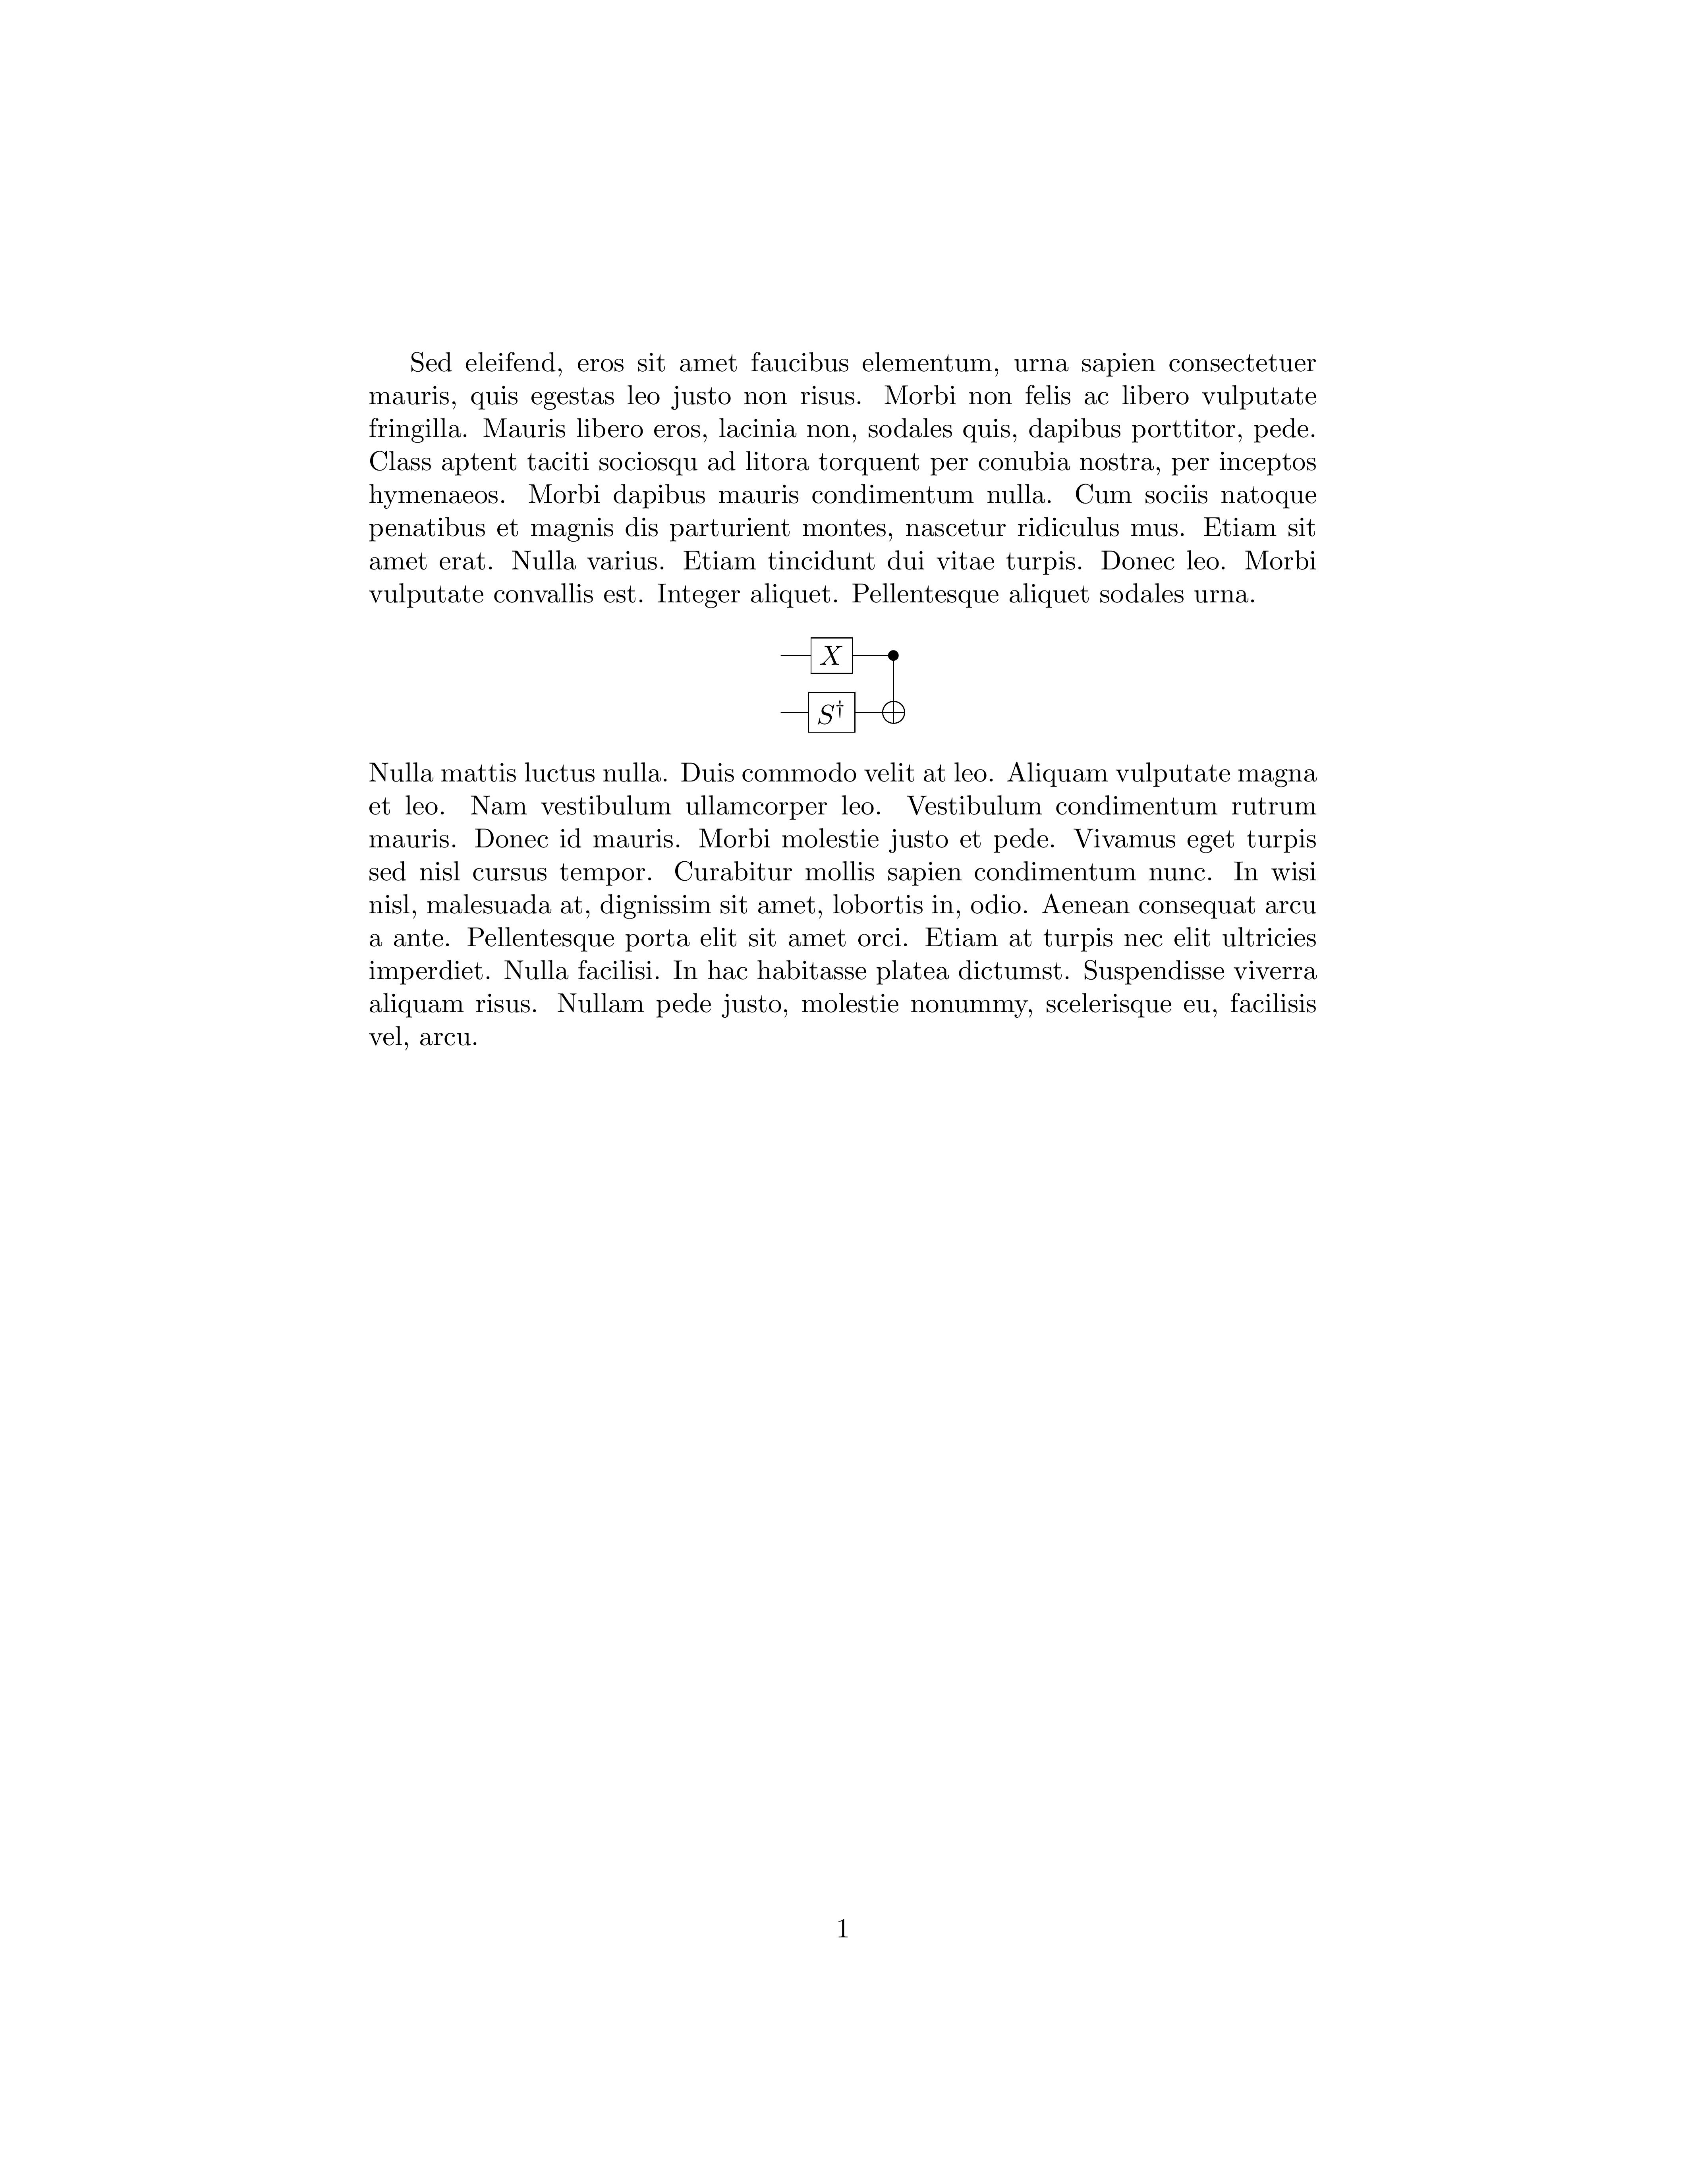 Sed eleifend, eros sit amet faucibus elementum, urna sapien consectetuer
mauris, quis egestas leo justo non risus. Morbi non felis ac libero vulputate
fringilla. Mauris libero eros, lacinia non, sodales quis, dapibus porttitor, pede.
Class aptent taciti sociosqu ad litora torquent per conubia nostra, per inceptos
hymenaeos. Morbi dapibus mauris condimentum nulla. Cum sociis natoque
penatibus et magnis dis parturient montes, nascetur ridiculus mus. Etiam sit
amet erat. Nulla varius. Etiam tincidunt dui vitae turpis. Donec leo. Morbi
vulputate convallis est. Integer aliquet. Pellentesque aliquet sodales urna.
X
S†
Nulla mattis luctus nulla. Duis commodo velit at leo. Aliquam vulputate magna
et leo. Nam vestibulum ullamcorper leo. Vestibulum condimentum rutrum
mauris. Donec id mauris. Morbi molestie justo et pede. Vivamus eget turpis
sed nisl cursus tempor. Curabitur mollis sapien condimentum nunc. In wisi
nisl, malesuada at, dignissim sit amet, lobortis in, odio. Aenean consequat arcu
a ante. Pellentesque porta elit sit amet orci. Etiam at turpis nec elit ultricies
imperdiet. Nulla facilisi. In hac habitasse platea dictumst. Suspendisse viverra
aliquam risus. Nullam pede justo, molestie nonummy, scelerisque eu, facilisis
vel, arcu.
1